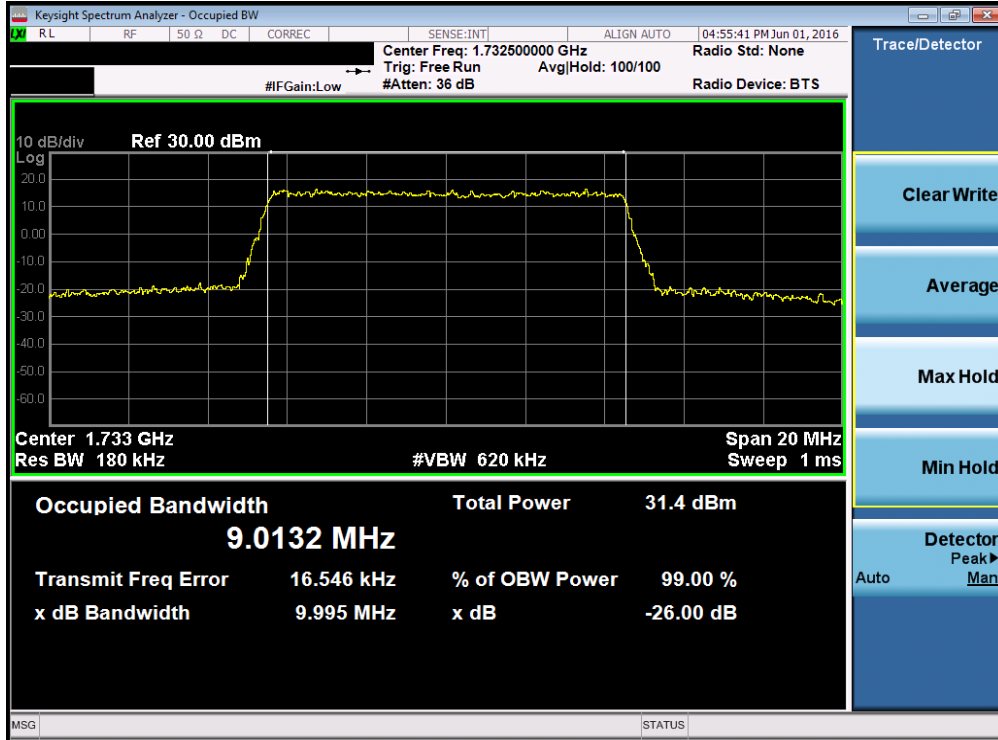 Keysight Spectrum Analyzer - Occupied BW
LXI RL RF 50 Ω DC CORREC SENSE:INT ALIGN AUTO 04:55:41 PM Jun 01, 2016
Center Freq: 1.732500000 GHz Radio Std: None
Trig: Free Run Avg|Hold: 100/100
#IFGain:Low #Atten: 36 dB Radio Device: BTS
Trace/Detector
10 dB/div Ref 30.00 dBm
Log
20.0
10.0
0.00
-10.0
-20.0
-30.0
-40.0
-50.0
-60.0
Center 1.733 GHz Span 20 MHz
Res BW 180 kHz #VBW 620 kHz Sweep 1 ms
Occupied Bandwidth Total Power 31.4 dBm
9.0132 MHz
Transmit Freq Error 16.546 kHz % of OBW Power 99.00 %
x dB Bandwidth 9.995 MHz x dB -26.00 dB
Clear Write
Average
Max Hold
Min Hold
Detector
Peak▶
Auto Man
MSG STATUS